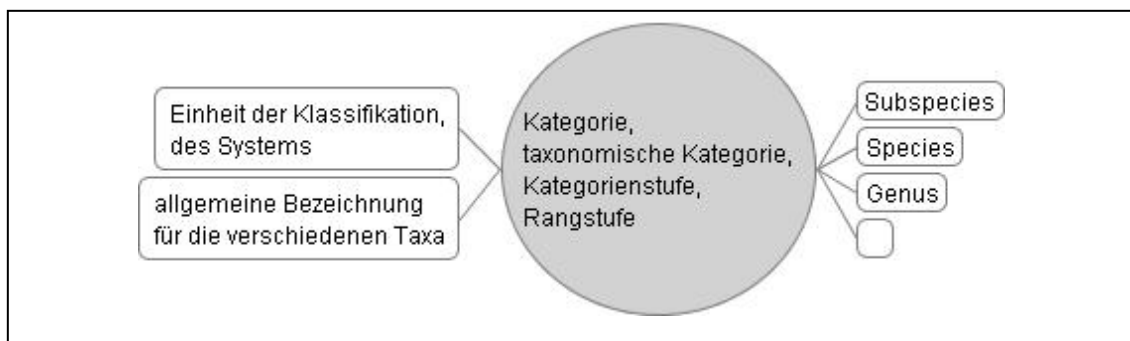 Einheit der Klassifikation,
des Systems
allgemeine Bezeichnung
für die verschiedenen Taxa
Kategorie,
taxonomische Kategorie,
Kategorienstufe,
Rangstufe
Subspecies
Species
Genus